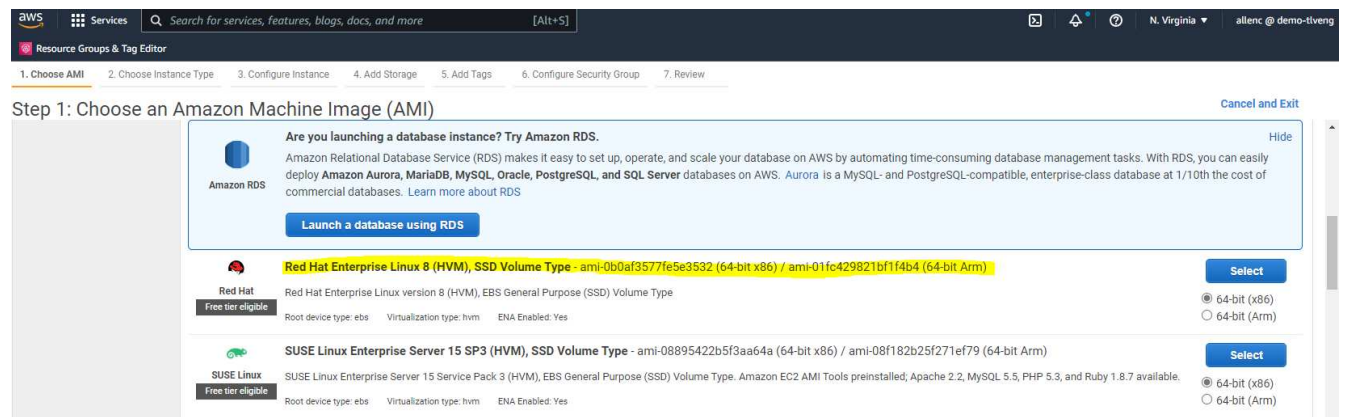 aws
Services
Search for services, features, blogs, docs, and more
[Alt+S]
N. Virginia
allenc @ demo-tlveng
Resource Groups & Tag Editor
1. Choose AMI
2. Choose Instance Type
3. Configure Instance
4. Add Storage
5. Add Tags
6. Configure Security Group
7. Review
Step 1: Choose an Amazon Machine Image (AMI)
Cancel and Exit
Amazon RDS
Are you launching a database instance? Try Amazon RDS.
Hide
Amazon Relational Database Service (RDS) makes it easy to set up, operate, and scale your database on AWS by automating time-consuming database management tasks. With RDS, you can easily
deploy Amazon Aurora, MariaDB, MySQL, Oracle, PostgreSQL, and SQL Server databases on AWS. Aurora is a MySQL- and PostgreSQL-compatible, enterprise-class database at 1/10th the cost of
commercial databases. Learn more about RDS
Launch a database using RDS
Red Hat
Free tier eligible
Red Hat Enterprise Linux 8 (HVM), SSD Volume Type - ami-0b0af3577fe5e3532 (64-bit x86) / ami-01fc429821bf1f4b4 (64-bit Arm)
Red Hat Enterprise Linux version 8 (HVM), EBS General Purpose (SSD) Volume Type
Root device type: ebs Virtualization type: hvm ENA Enabled: Yes
Select
64-bit (x86)
64-bit (Arm)
SUSE Linux
Free tier eligible
SUSE Linux Enterprise Server 15 SP3 (HVM), SSD Volume Type - ami-08895422b5f3aa64a (64-bit x86) / ami-08f182b25f271ef79 (64-bit Arm)
SUSE Linux Enterprise Server 15 Service Pack 3 (HVM), EBS General Purpose (SSD) Volume Type. Amazon EC2 AMI Tools preinstalled; Apache 2.2, MySQL 5.5, PHP 5.3, and Ruby 1.8.7 available.
Root device type: ebs Virtualization type: hvm ENA Enabled: Yes
Select
64-bit (x86)
64-bit (Arm)